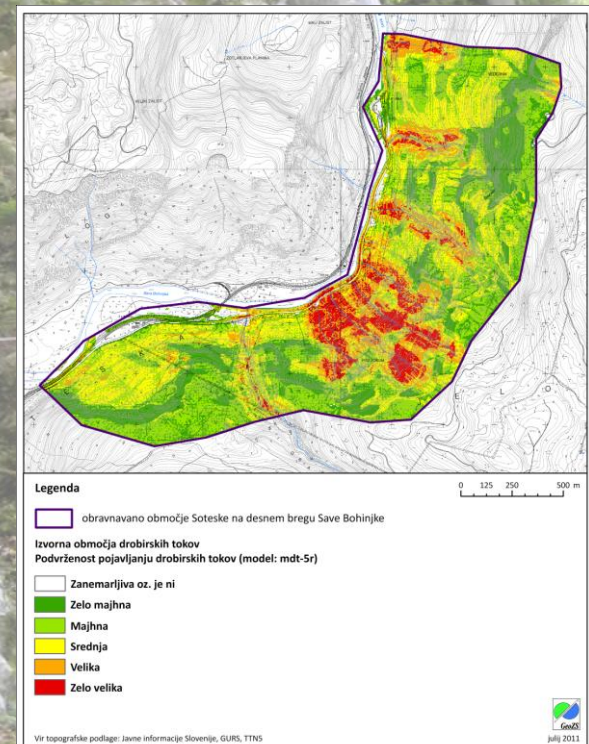 Legenda
0 125 250 500 m
obravnavano območje Soteske na desnem bregu Save Bohinjke
Izvorna območja drobirskih tokov
Podvrženost pojavljanju drobirskih tokov (model: mdt-5r)
Zanemarljiva oz. je ni
Zelo majhna
Majhna
Srednja
Velika
Zelo velika
GeoZS
Vir topografske podlage: Javne informacije Slovenije, GURS, TTN5
julij 2011